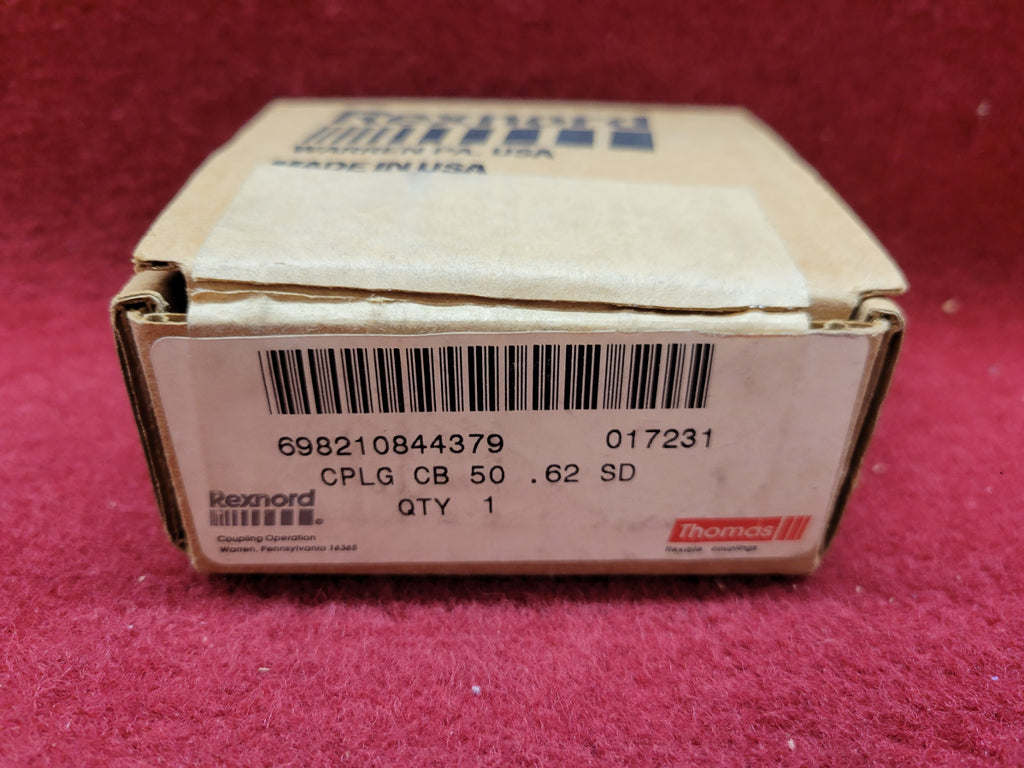 Rexnord
WARREN PA, USA
MADE IN USA
698210844379 017231
CPLG CB 50 .62 SD
QTY 1
Rexnord
®
Coupling Operation
Warren, Pennsylvania 16365
Thomas
flexible couplings